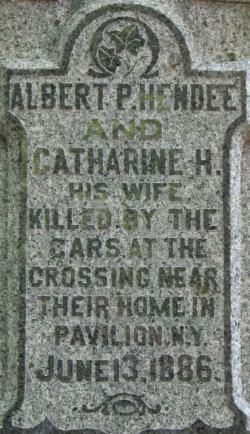 ALBERT P. HENDEE
AND
CATHARINE H.
HIS WIFE
KILLED BY THE
CARS AT THE
CROSSING NEAR
THEIR HOME IN
PAVILION, N.Y.
JUNE 13, 1886.